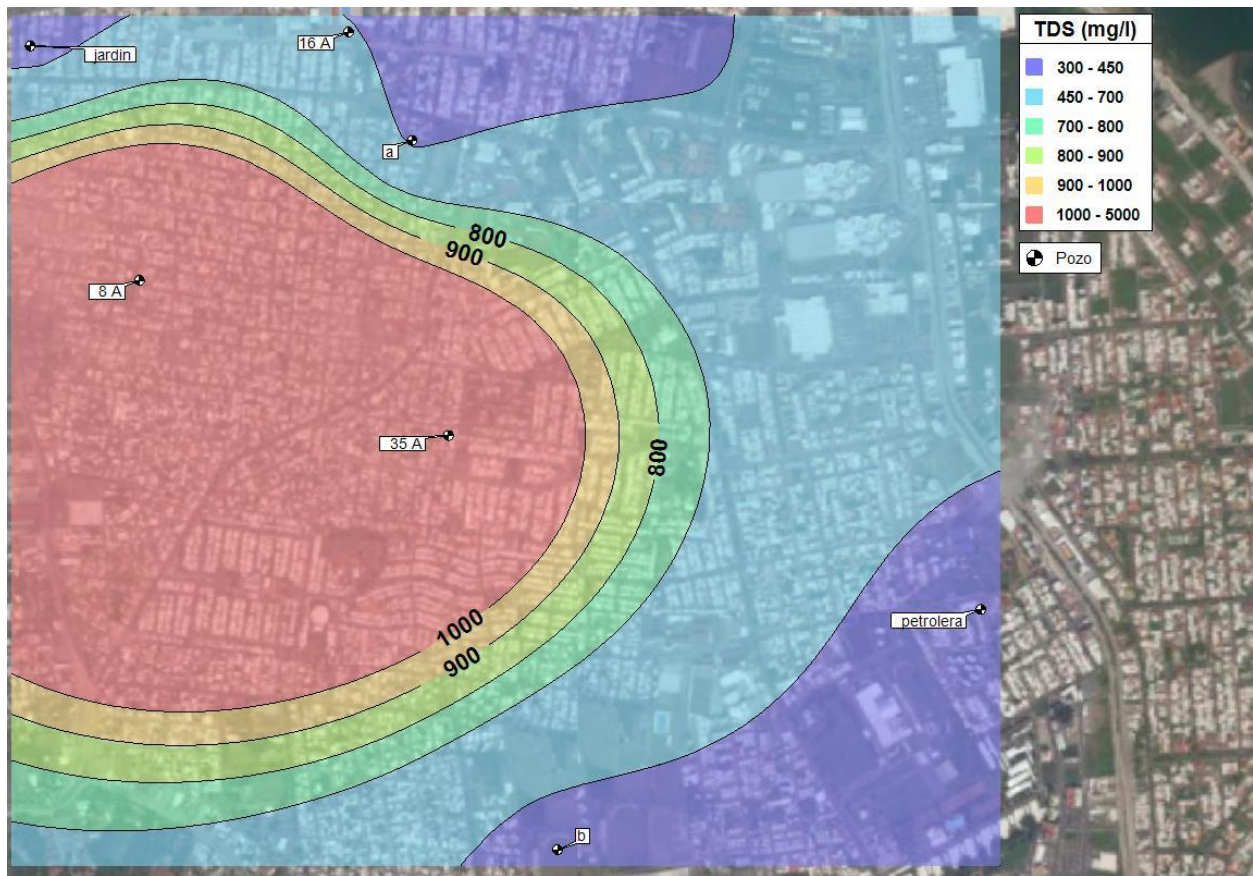 TDS (mg/l)
300 - 450
450 - 700
700 - 800
800 - 900
900 - 1000
1000 - 5000
Pozo
jardin
16 A
a
800
900
8 A
35 A
800
1000
900
petrolera
b